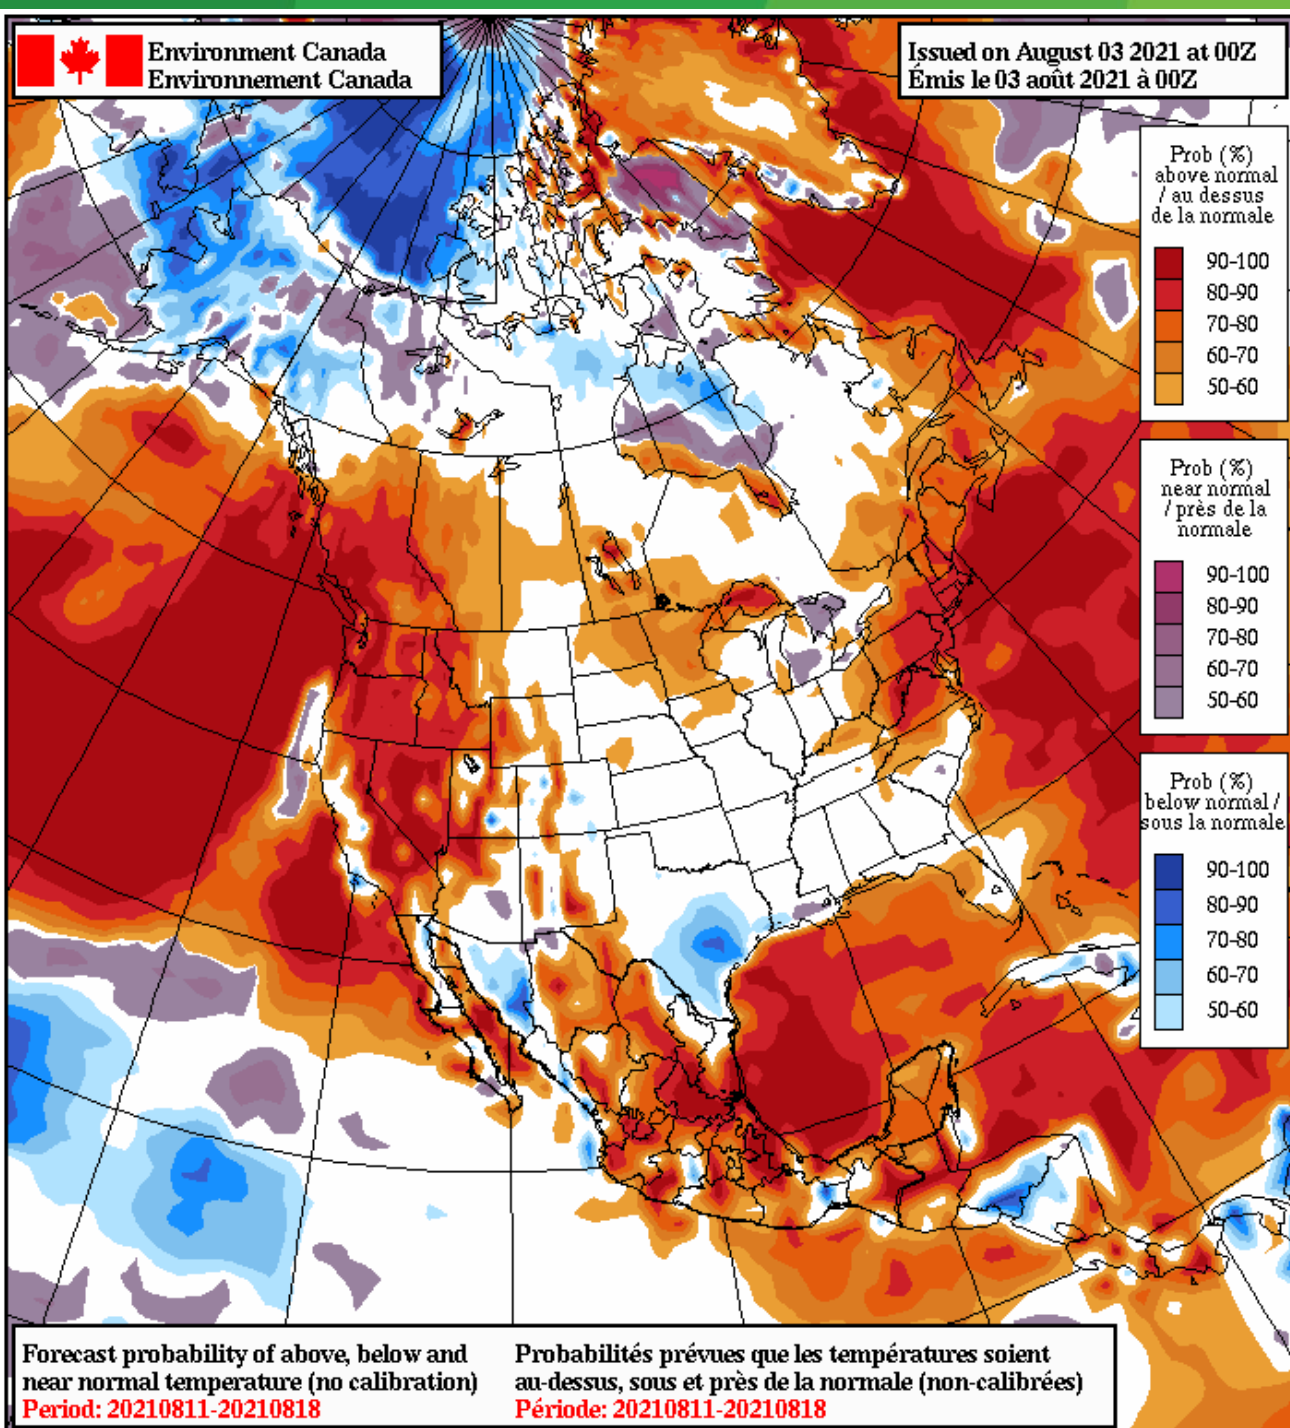 Environment Canada
Environnement Canada
Issued on August 03 2021 at 00Z
Émis le 03 août 2021 à 00Z
Prob (%)
above normal
/ au dessus
de la normale
90-100
80-90
70-80
60-70
50-60
Prob (%)
near normal
/ près de la
normale
90-100
80-90
70-80
60-70
50-60
Prob (%)
below normal /
sous la normale
90-100
80-90
70-80
60-70
50-60
Forecast probability of above, below and
near normal temperature (no calibration)
Period: 20210811-20210818
Probabilités prévues que les températures soient
au-dessus, sous et près de la normale (non-calibrées)
Période: 20210811-20210818